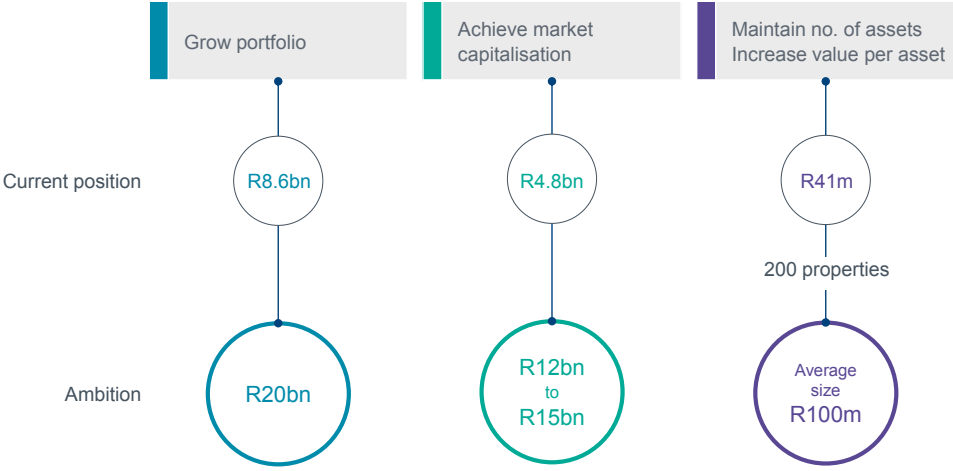 Grow portfolio
Achieve market
capitalisation
Maintain no. of assets
Increase value per asset
Current position
R8.6bn
R4.8bn
R41m
200 properties
Ambition
R20bn
R12bn
to
R15bn
Average
size
R100m